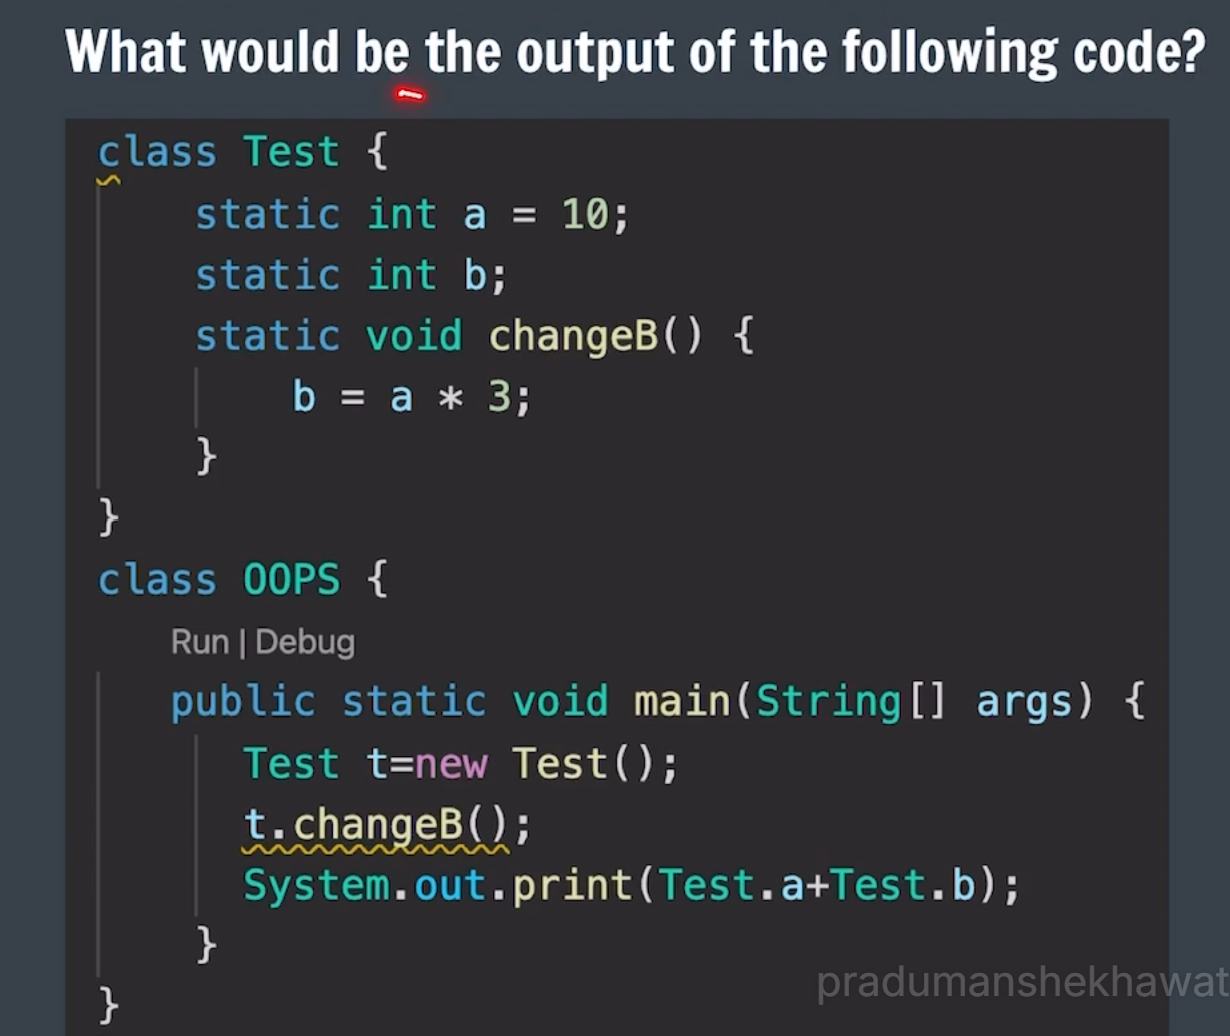 What would be the output of the following code?
class Test {
static int a = 10;
static int b;
static void changeB() {
b = a * 3;
}
}
class OOPS {
Run | Debug
public static void main(String[] args) {
Test t=new Test();
t.changeB();
System.out.print(Test.a+Test.b);
}
}
pradumanshekhawat